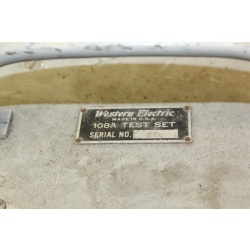 Western Electric
MADE IN U.S.A.
108A TEST SET
SERIAL NO.